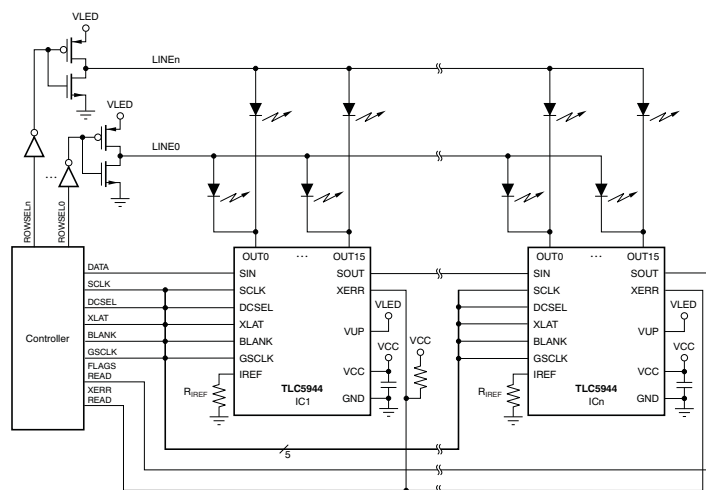 VLED
LINEn
VLED
LINE0
...
ROWSELn
ROWSEL0
Controller
DATA
SCLK
DCSEL
XLAT
BLANK
GSCLK
FLAGS
READ
XERR
READ
OUT0 ... OUT15
SIN SOUT
SCLK XERR
DCSEL
XLAT
VUP
BLANK
GSCLK
IREF VCC
TLC5944
GND
IC1
RIREF
VLED
VCC
VCC
5
OUT0 ... OUT15
SIN SOUT
SCLK XERR
DCSEL
XLAT
VUP
BLANK
GSCLK
IREF VCC
TLC5944
GND
ICn
RIREF
VLED
VCC